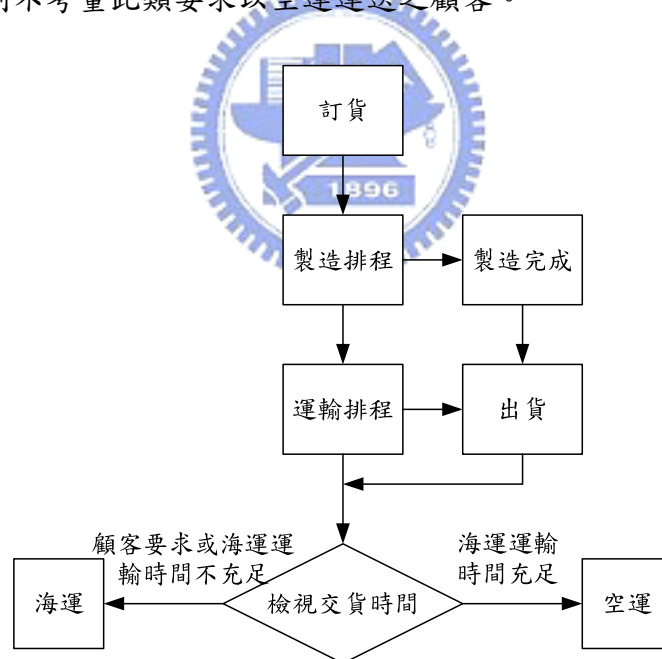 則不考量此類要求以空運運送之顧客。
訂貨
1896
製造排程
製造完成
運輸排程
出貨
顧客要求或海運運
輸時間不充足
海運運輸
時間充足
海運
檢視交貨時間
空運